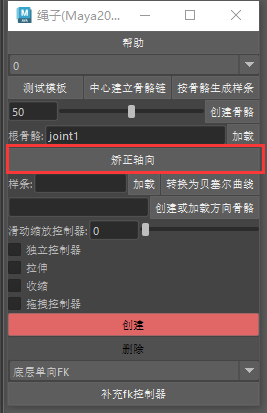 绳子(Maya20...
帮助
0
测试模板 中心建立骨骼链 按骨骼生成样条
50 创建骨骼
根骨骼: joint1 加载
矫正轴向
样条: 加载 转换为贝塞尔曲线
创建或加载方向骨骼
滑动缩放控制器: 0
独立控制器
拉伸
收缩
拖拽控制器
创建
删除
底层单向FK
补充fk控制器